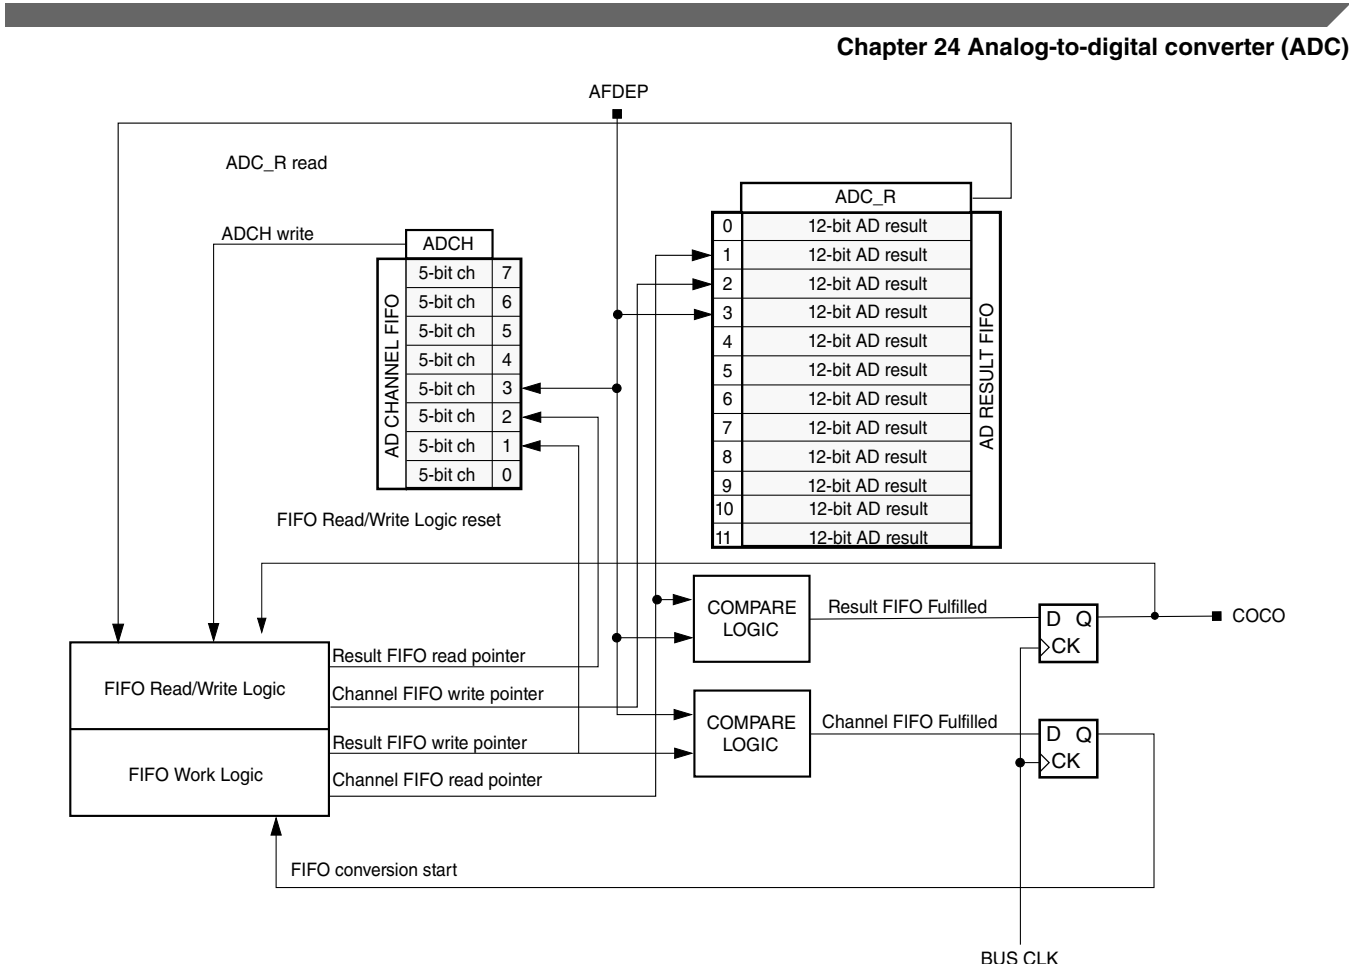 Chapter 24 Analog-to-digital converter (ADC)
AFDEP
ADC_R read
ADC_R
0 12-bit AD result
1 12-bit AD result
2 12-bit AD result
3 12-bit AD result
4 12-bit AD result
5 12-bit AD result
6 12-bit AD result
7 12-bit AD result
8 12-bit AD result
9 12-bit AD result
10 12-bit AD result
11 12-bit AD result
AD RESULT FIFO
ADCH write
ADCH
5-bit ch 7
5-bit ch 6
5-bit ch 5
5-bit ch 4
5-bit ch 3
5-bit ch 2
5-bit ch 1
5-bit ch 0
AD CHANNEL FIFO
FIFO Read/Write Logic reset
COMPARE
LOGIC
Result FIFO Fulfilled
D Q
CK
COCO
FIFO Read/Write Logic
Result FIFO read pointer
Channel FIFO write pointer
FIFO Work Logic
Result FIFO write pointer
Channel FIFO read pointer
COMPARE
LOGIC
Channel FIFO Fulfilled
D Q
CK
FIFO conversion start
BUS CLK